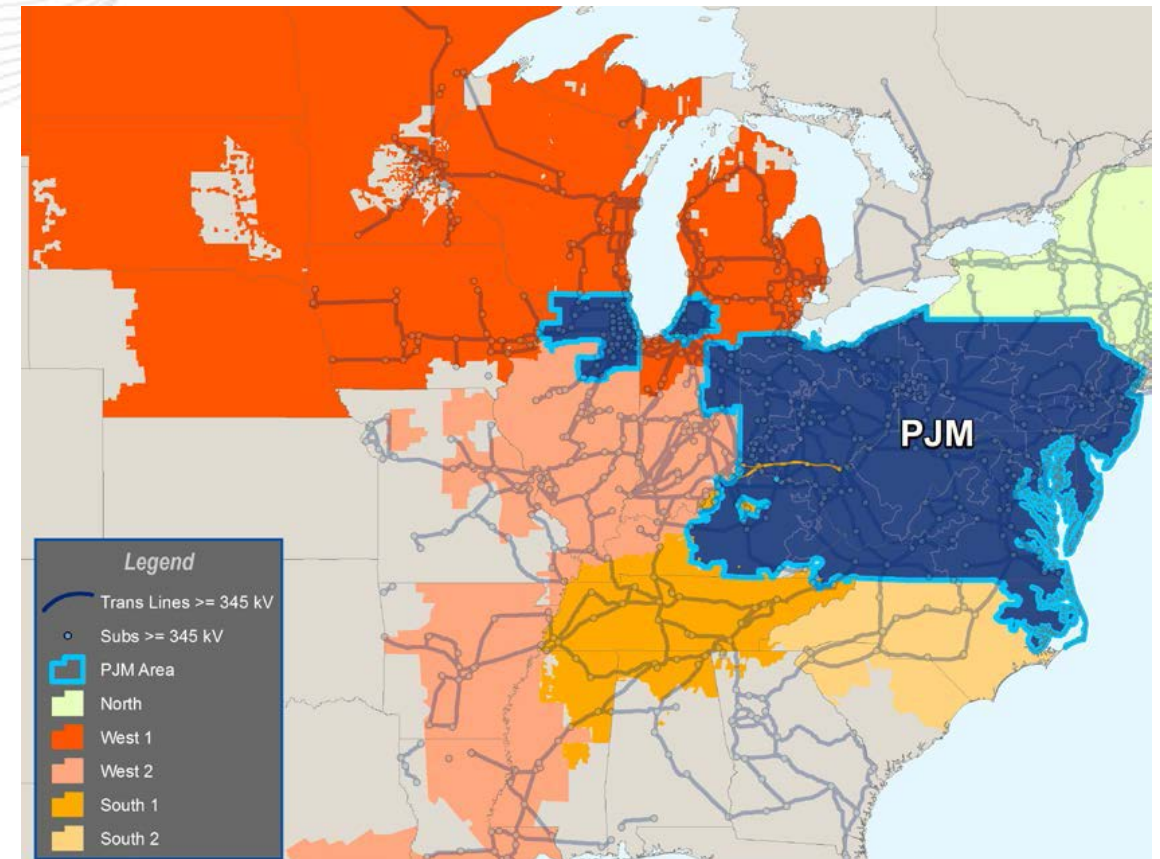 PJM
Legend
Trans Lines >= 345 kV
Subs >= 345 kV
PJM Area
North
West 1
West 2
South 1
South 2